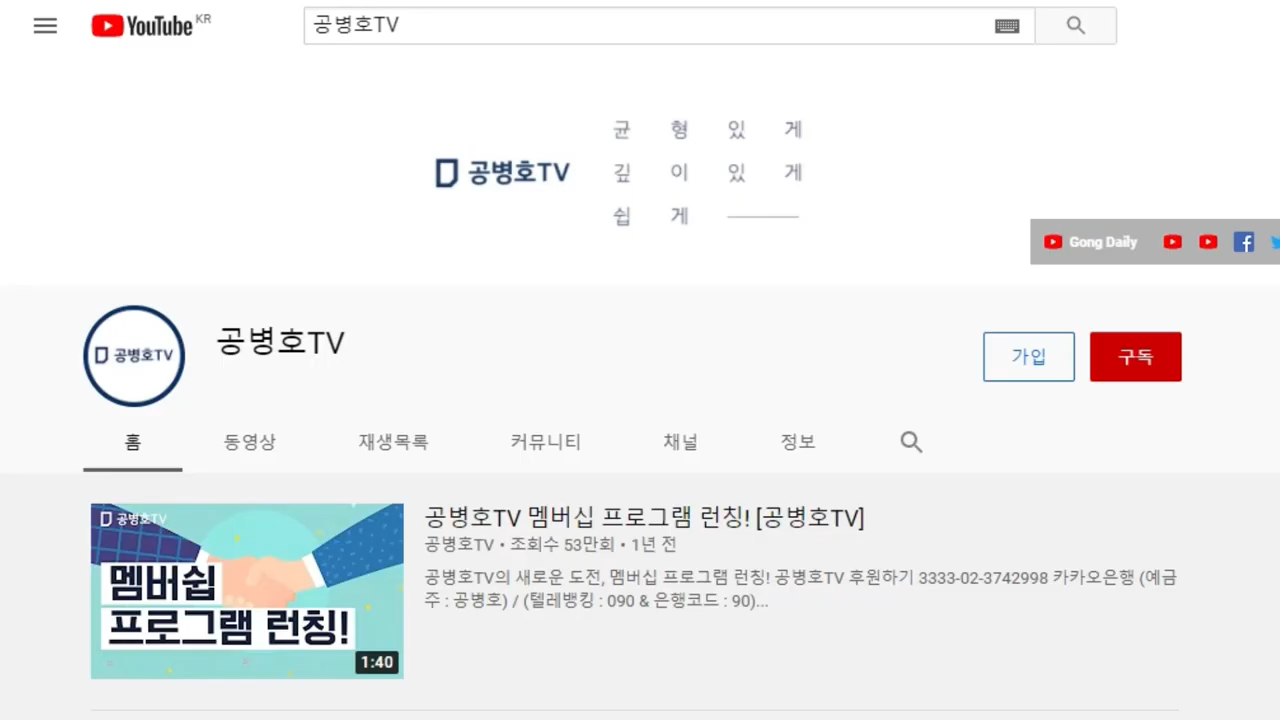 YouTube KR
공병호TV
균 형 있 게
공병호TV
깊 이 있 게
쉽 게
Gong Daily
공병호TV
공병호TV
가입
구독
홈
동영상
재생목록
커뮤니티
채널
정보
공병호TV
멤버쉽
프로그램 런칭!
1:40
공병호TV 멤버십 프로그램 런칭! [공병호TV]
공병호TV • 조회수 53만회 • 1년 전
공병호TV의 새로운 도전, 멤버십 프로그램 런칭! 공병호TV 후원하기 3333-02-3742998 카카오은행 (예금
주 : 공병호) / (텔레뱅킹 : 090 & 은행코드 : 90)...